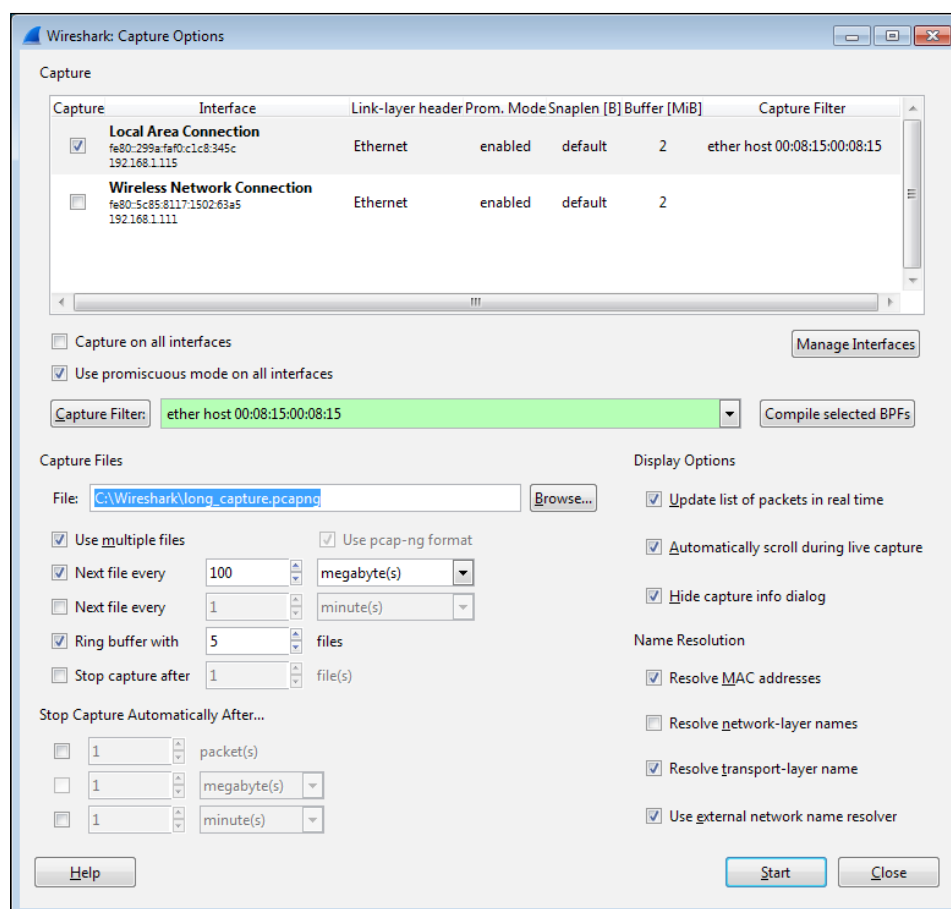 Wireshark: Capture Options
Capture
Capture Interface Link-layer header Prom. Mode Snaplen [B] Buffer [MiB] Capture Filter
Local Area Connection
fe80::299a:faf0:c1c8:345c
192.168.1.115
Ethernet enabled default 2 ether host 00:08:15:00:08:15
Wireless Network Connection
fe80::5c85:8117:1502:63a5
192.168.1.111
Ethernet enabled default 2
Capture on all interfaces
Manage Interfaces
Use promiscuous mode on all interfaces
Capture Filter: ether host 00:08:15:00:08:15 Compile selected BPFs
Capture Files
File: C:\Wireshark\long_capture.pcapng Browse...
Use multiple files Use pcap-ng format
Next file every 100 megabyte(s)
Next file every 1 minute(s)
Ring buffer with 5 files
Stop capture after 1 file(s)
Stop Capture Automatically After...
1 packet(s)
1 megabyte(s)
1 minute(s)
Display Options
Update list of packets in real time
Automatically scroll during live capture
Hide capture info dialog
Name Resolution
Resolve MAC addresses
Resolve network-layer names
Resolve transport-layer name
Use external network name resolver
Help Start Close